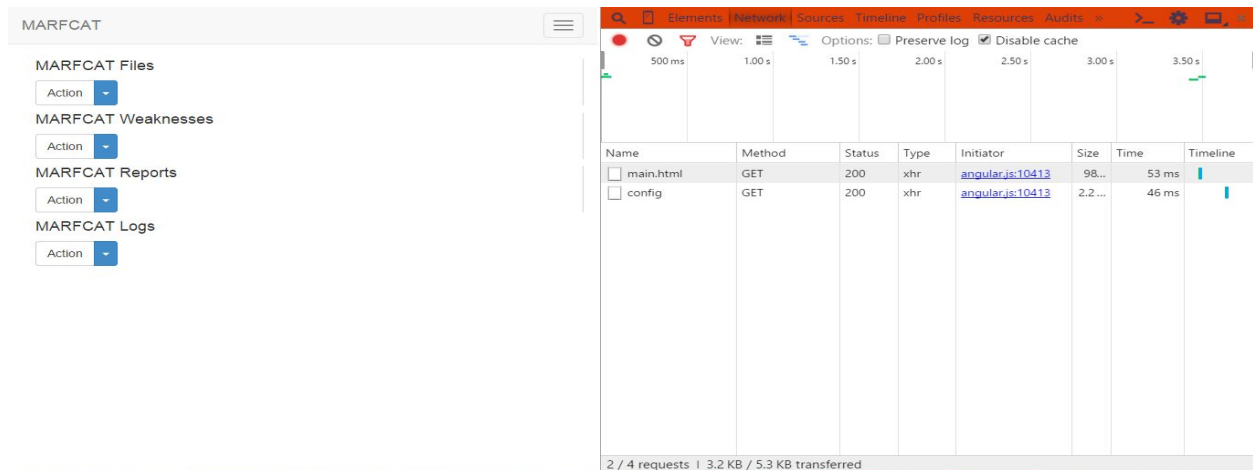 MARFCAT
MARFCAT Files
Action
MARFCAT Weaknesses
Action
MARFCAT Reports
Action
MARFCAT Logs
Action
Elements Network Sources Timeline Profiles Resources Audits »
View: Options: Preserve log Disable cache
500 ms 1.00 s 1.50 s 2.00 s 2.50 s 3.00 s 3.50 s
Name Method Status Type Initiator Size Time Timeline
main.html GET 200 xhr angular.js:10413 98... 53 ms
config GET 200 xhr angular.js:10413 2.2 ... 46 ms
2 / 4 requests | 3.2 KB / 5.3 KB transferred